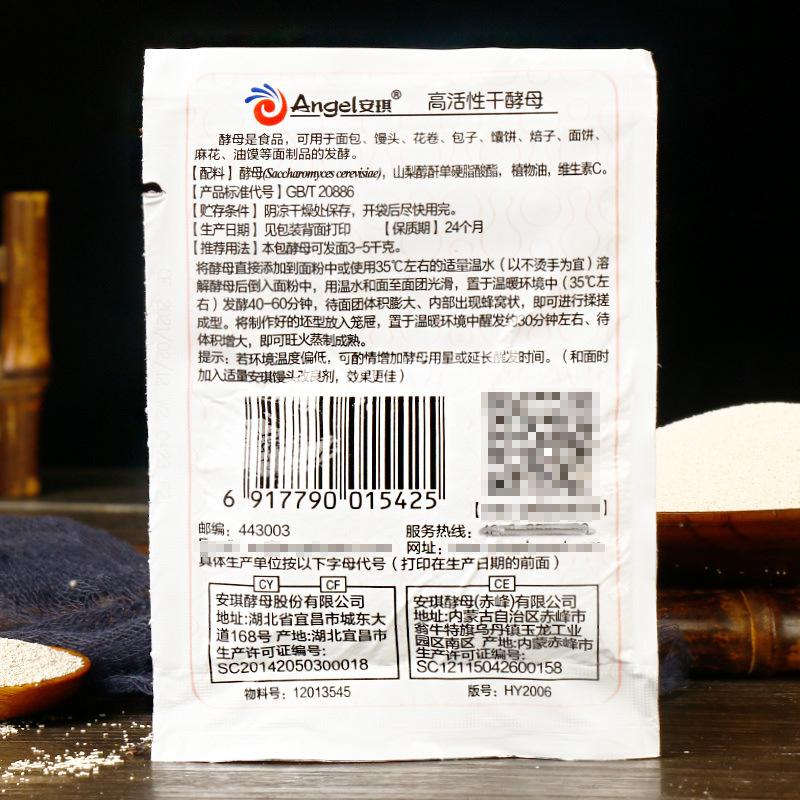 Angel安琪® 高活性干酵母
酵母是食品，可用于面包、馒头、花卷、包子、馕饼、焙子、面饼、
麻花、油馍等面制品的发酵。
【配料】酵母(Saccharomyces cerevisiae)，山梨醇酐单硬脂酸酯，植物油，维生素C。
【产品标准代号】GB/T 20886
【贮存条件】阴凉干燥处保存，开袋后尽快用完。
【生产日期】见包装背面打印 【保质期】24个月
【推荐用法】本包酵母可发面3-5千克。
将酵母直接添加到面粉中或使用35℃左右的适量温水（以不烫手为宜）溶
解酵母后倒入面粉中，用温水和面至面团光滑，置于温暖环境中（35℃左
右）发酵40-60分钟，待面团体积膨大、内部出现蜂窝状，即可进行揉搓
成型。将制作好的坯型放入笼屉，置于温暖环境中醒发约30分钟左右、待
体积增大，即可旺火蒸制成熟。
提示：若环境温度偏低，可酌情增加酵母用量或延长醒发时间。（和面时
加入适量安琪馒头改良剂，效果更佳）
6 917790 015425
邮编：443003 服务热线：
网址：
具体生产单位按以下字母代号（打印在生产日期的前面）
CY CF
安琪酵母股份有限公司
地址:湖北省宜昌市城东大
道168号 产地:湖北宜昌市
生产许可证编号:
SC20142050300018
CE
安琪酵母(赤峰)有限公司
地址:内蒙古自治区赤峰市
翁牛特旗乌丹镇玉龙工业
园区南区 产地:内蒙赤峰市
生产许可证编号:
SC12115042600158
物料号：12013545 版号：HY2006